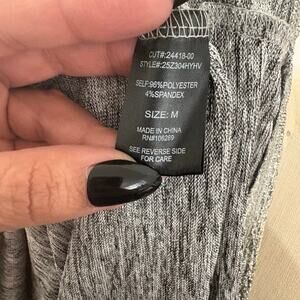 CUT#:24418-00
STYLE#:25Z304HYHV
SELF:96%POLYESTER
4%SPANDEX
SIZE: M
MADE IN CHINA
RN#106289
SEE REVERSE SIDE
FOR CARE